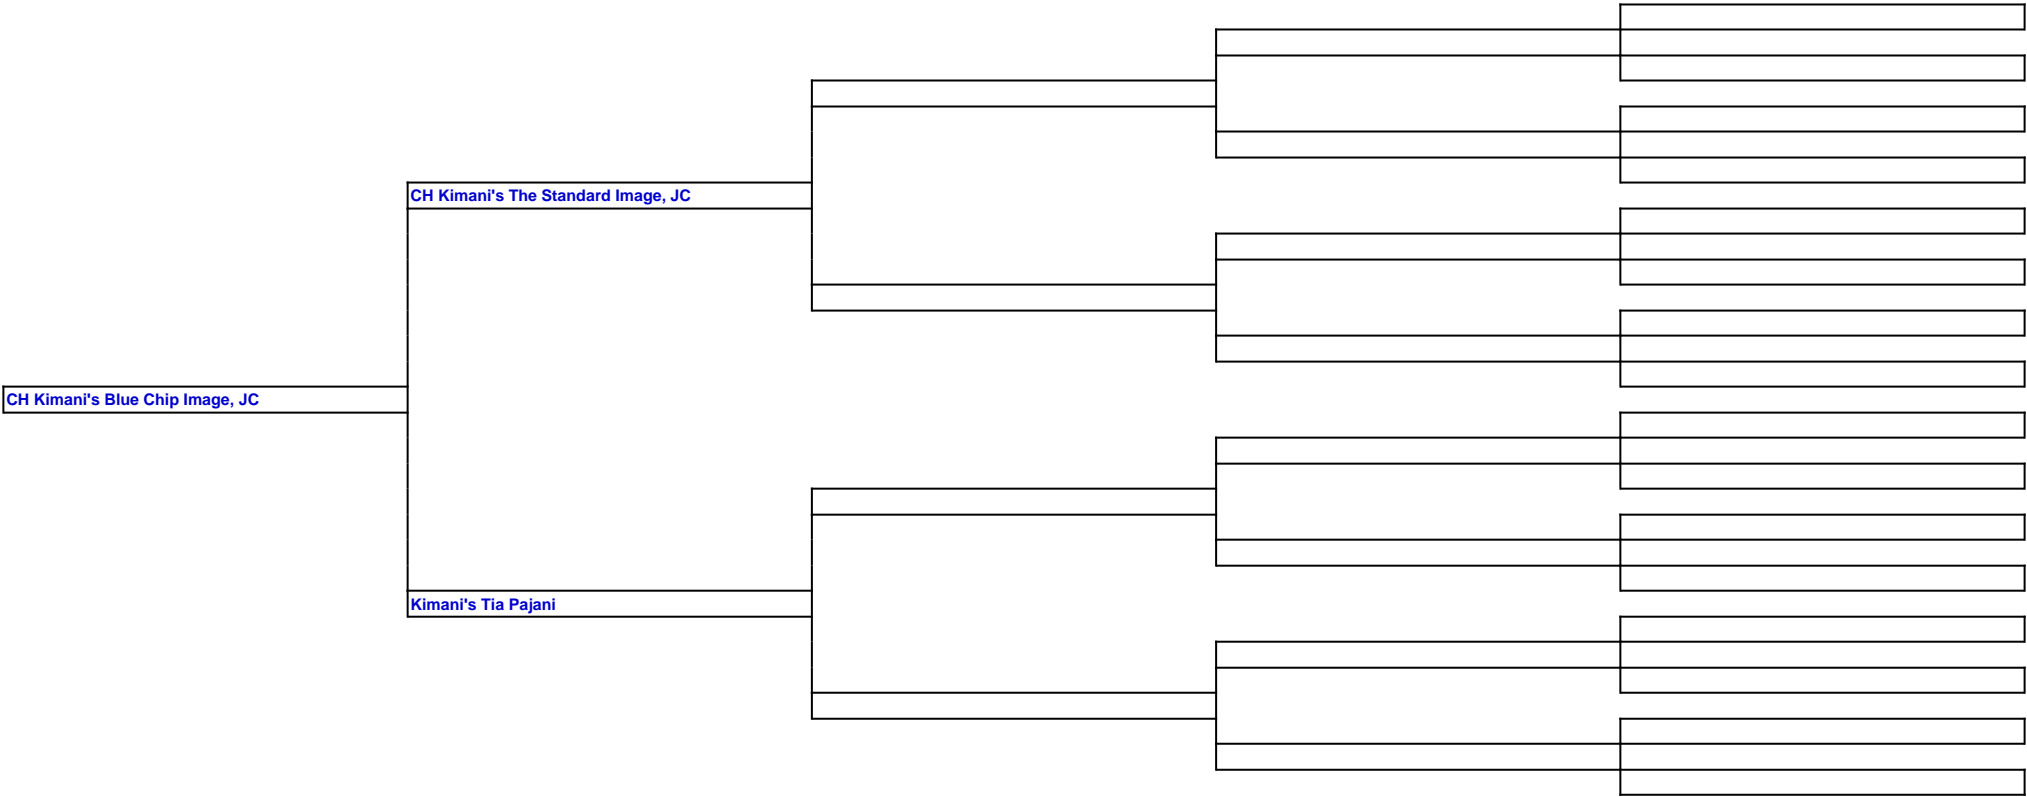 CH Kimani's The Standard Image, JC
CH Kimani's Blue Chip Image, JC
Kimani's Tia Pajani